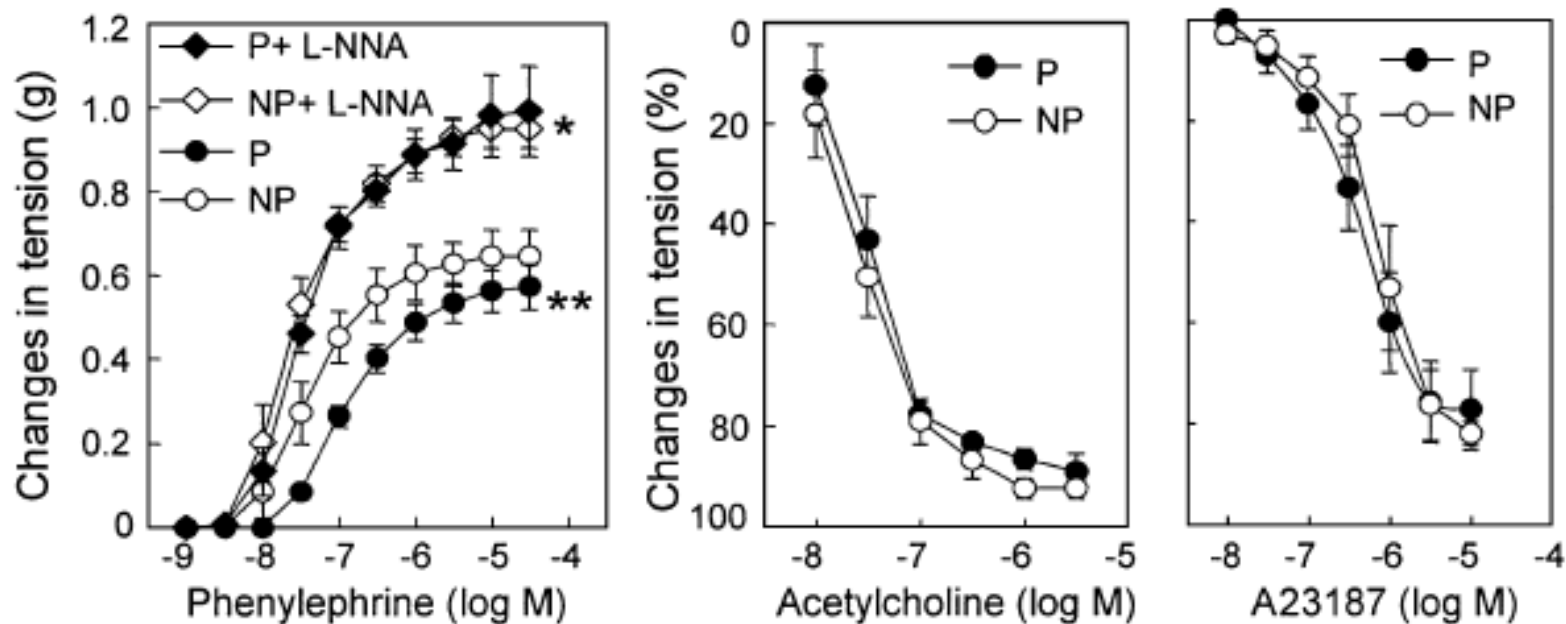 Changes in tension (g)
1.2
1.0
0.8
0.6
0.4
0.2
0
P+ L-NNA
NP+ L-NNA
P
NP
*
**
-9 -8 -7 -6 -5 -4
Phenylephrine (log M)
Changes in tension (%)
0
20
40
60
80
100
P
NP
-8 -7 -6 -5
Acetylcholine (log M)
P
NP
-8 -7 -6 -5 -4
A23187 (log M)